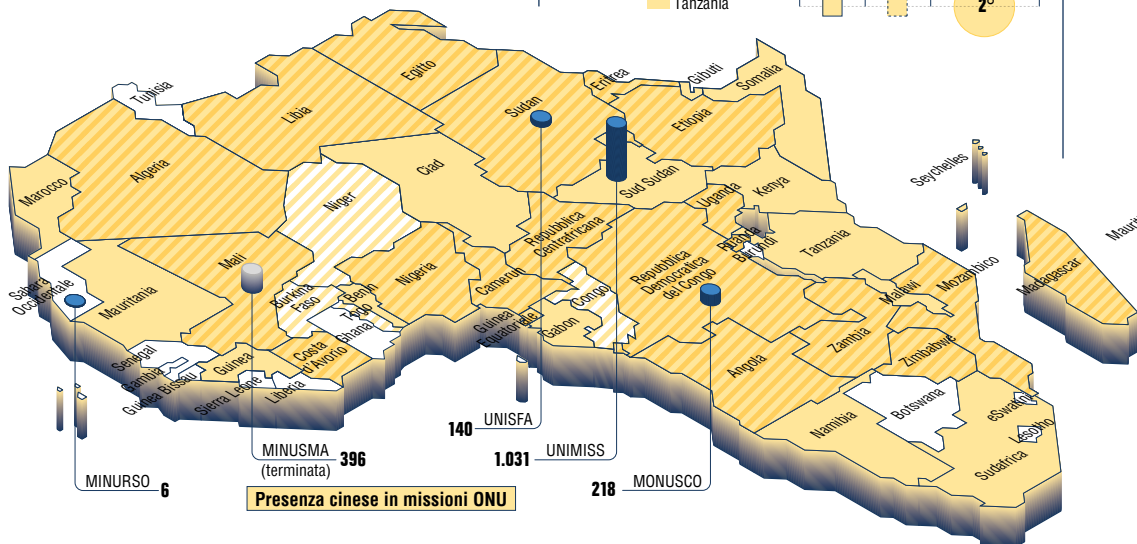 Tanzania
2°
Tunisia
Egitto
Eritrea
Gibuti
Somalia
Libia
Sudan
Etiopia
Algeria
Marocco
Ciad
Niger
Sud Sudan
Uganda
Kenya
Seychelles
Repubblica
Centrafricana
Ruanda
Burundi
Tanzania
Mali
Nigeria
Camerun
Repubblica
Democratica
del Congo
Congo
Malawi
Mozambico
Madagascar
Sahara
Occidentale
Mauritania
Burkina
Faso
Benin
Togo
Ghana
Guinea
Equatoriale
Gabon
Senegal
Gambia
Guinea Bissau
Guinea
Sierra Leone
Liberia
Costa
d'Avorio
Angola
Zambia
Zimbabwe
Namibia
Botswana
eSwatini
Lesotho
Sudafrica
140 UNISFA
1.031 UNIMISS
MINUSMA 396
(terminata)
MINURSO 6
218 MONUSCO
Presenza cinese in missioni ONU